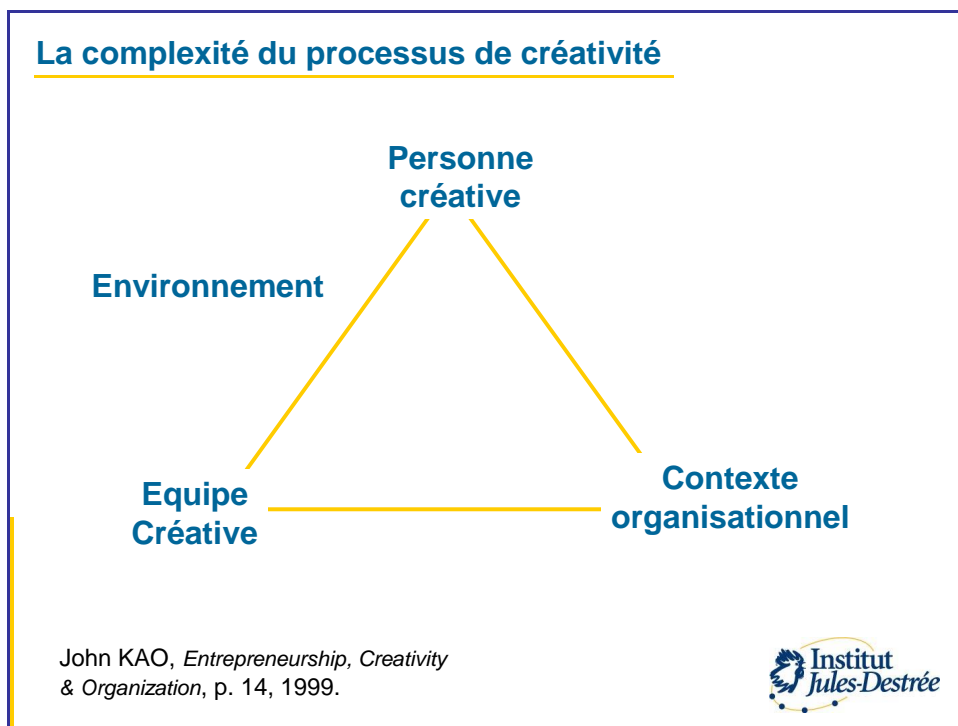 La complexité du processus de créativité
Personne
créative
Environnement
Equipe
Créative
Contexte
organisationnel
John KAO, Entrepreneurship, Creativity
& Organization, p. 14, 1999.
Institut
Jules-Destrée